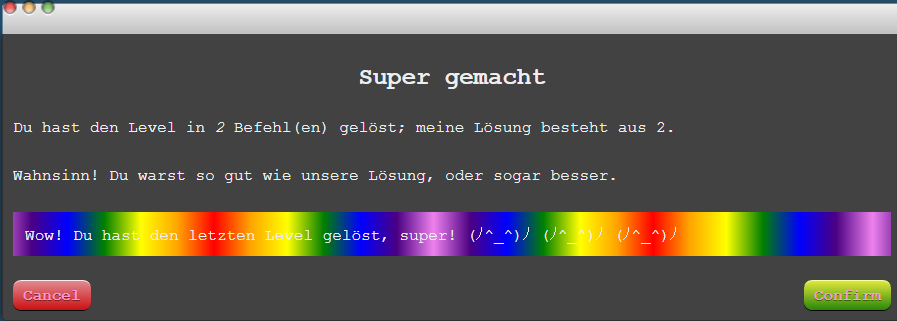 Super gemacht
Du hast den Level in 2 Befehl(en) gelöst; meine Lösung besteht aus 2.
Wahnsinn! Du warst so gut wie unsere Lösung, oder sogar besser.
Wow! Du hast den letzten Level gelöst, super! (ﾉ^_^)ﾉ (ﾉ^_^)ﾉ (ﾉ^_^)ﾉ
Cancel
Confirm